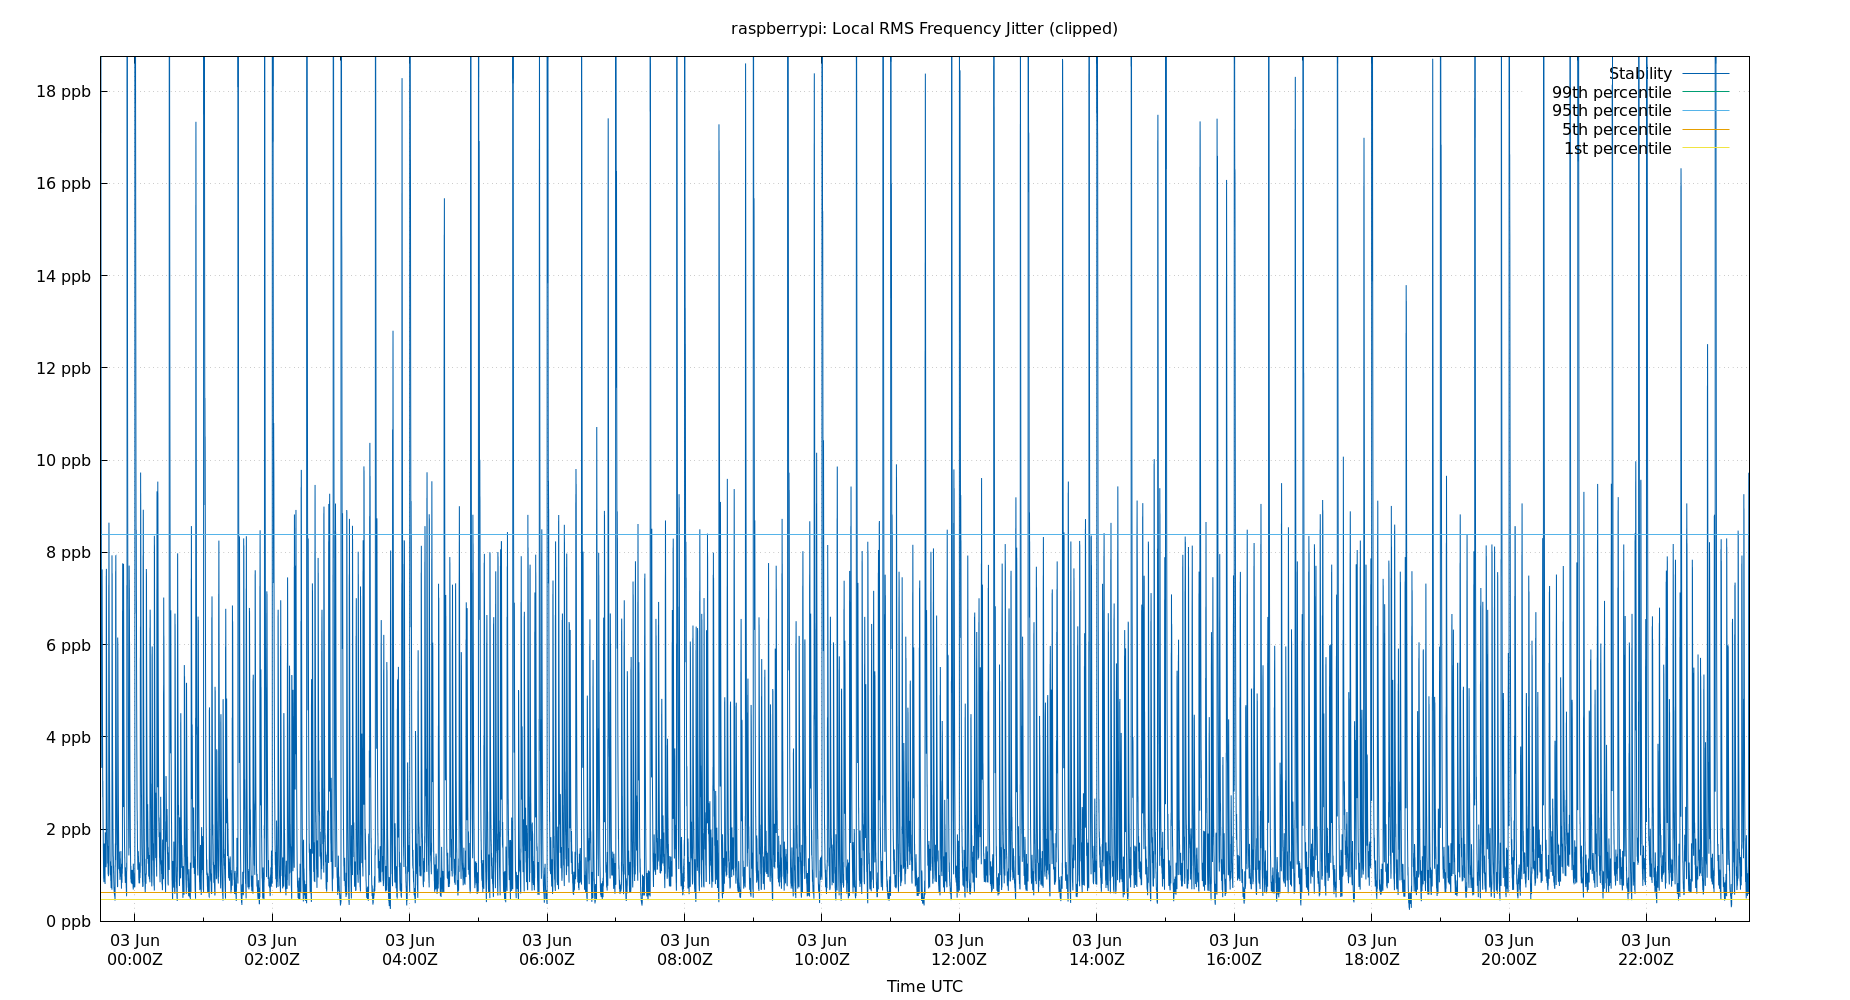 raspberrypi: Local RMS Frequency Jitter (clipped)
Stability
99th percentile
95th percentile
5th percentile
1st percentile
18 ppb
16 ppb
14 ppb
12 ppb
10 ppb
8 ppb
6 ppb
4 ppb
2 ppb
0 ppb
03 Jun 03 Jun 03 Jun 03 Jun 03 Jun 03 Jun 03 Jun 03 Jun 03 Jun 03 Jun 03 Jun 03 Jun
00:00Z 02:00Z 04:00Z 06:00Z 08:00Z 10:00Z 12:00Z 14:00Z 16:00Z 18:00Z 20:00Z 22:00Z
Time UTC